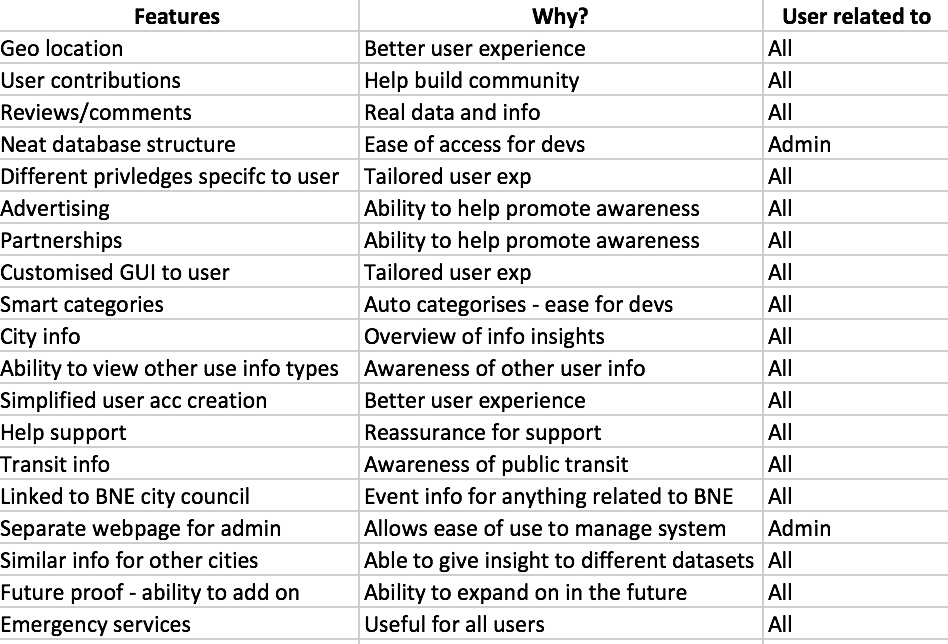 Features Why? User related to
Geo location Better user experience All
User contributions Help build community All
Reviews/comments Real data and info All
Neat database structure Ease of access for devs Admin
Different privledges specifc to user Tailored user exp All
Advertising Ability to help promote awareness All
Partnerships Ability to help promote awareness All
Customised GUI to user Tailored user exp All
Smart categories Auto categorises - ease for devs All
City info Overview of info insights All
Ability to view other use info types Awareness of other user info All
Simplified user acc creation Better user experience All
Help support Reassurance for support All
Transit info Awareness of public transit All
Linked to BNE city council Event info for anything related to BNE All
Separate webpage for admin Allows ease of use to manage system Admin
Similar info for other cities Able to give insight to different datasets All
Future proof - ability to add on Ability to expand on in the future All
Emergency services Useful for all users All